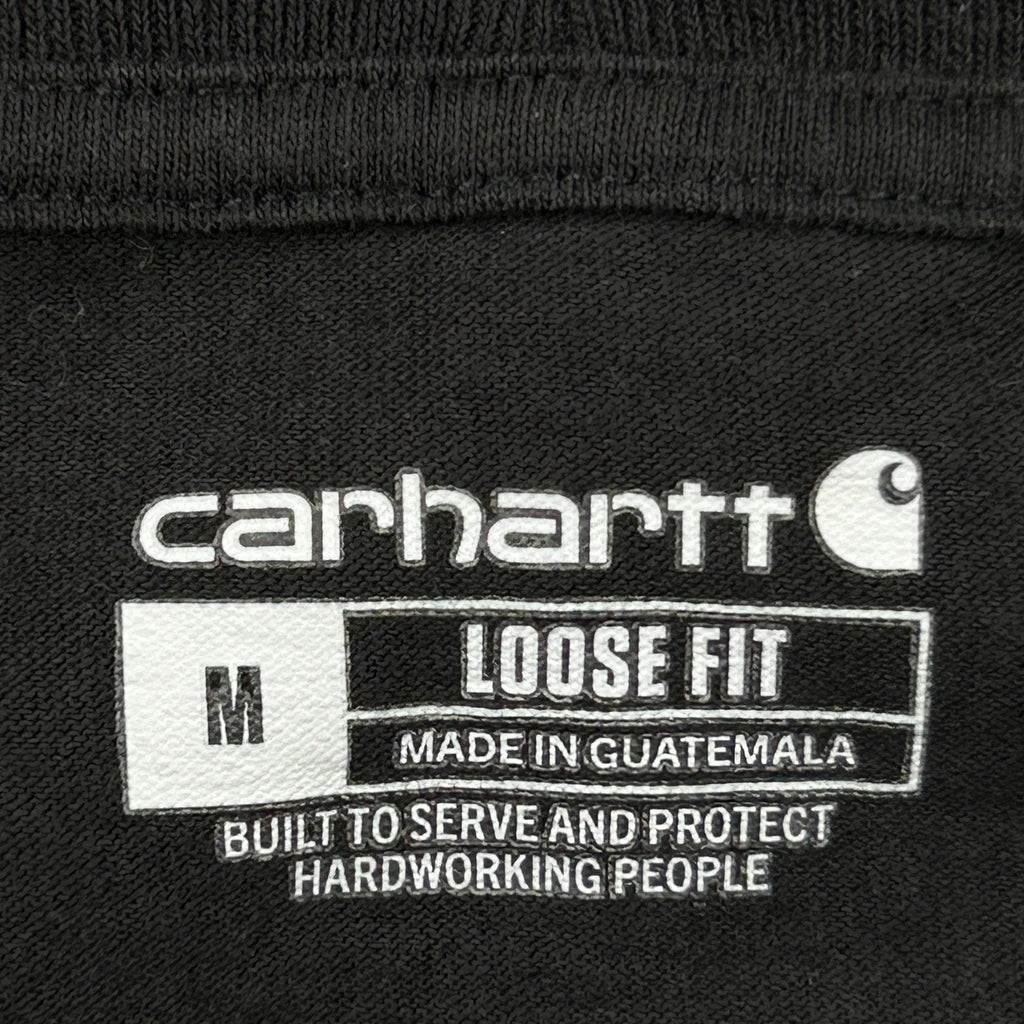 carhartt
M
LOOSE FIT
MADE IN GUATEMALA
BUILT TO SERVE AND PROTECT
HARDWORKING PEOPLE